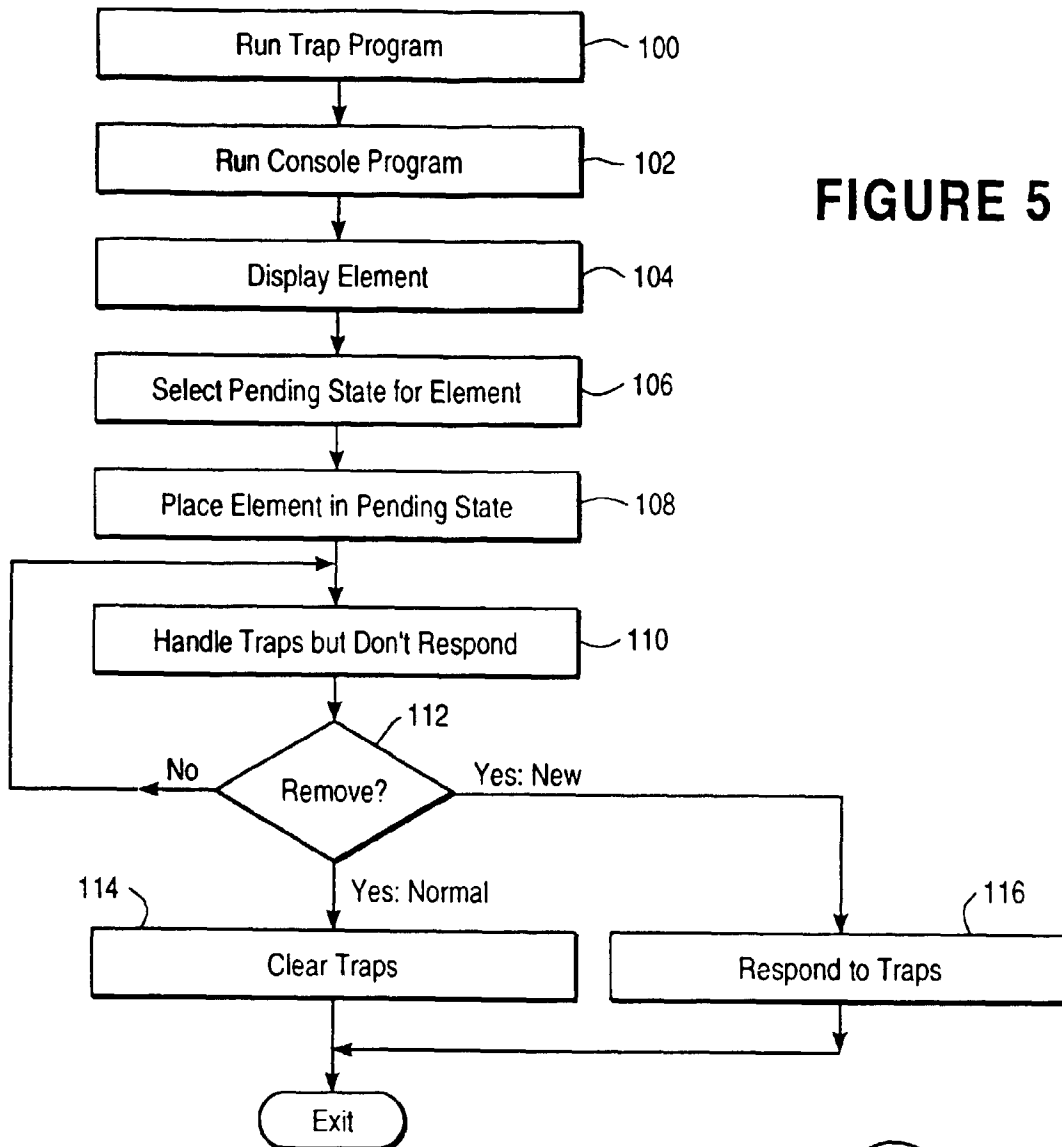 Run Trap Program
100
Run Console Program
102
FIGURE 5
Display Element
104
Select Pending State for Element
106
Place Element in Pending State
108
Handle Traps but Don't Respond
110
112
No
Remove?
Yes: New
Yes: Normal
114
116
Clear Traps
Respond to Traps
Exit